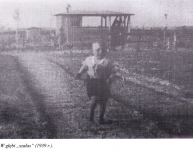 W głębi „szałas” (1939 r.).